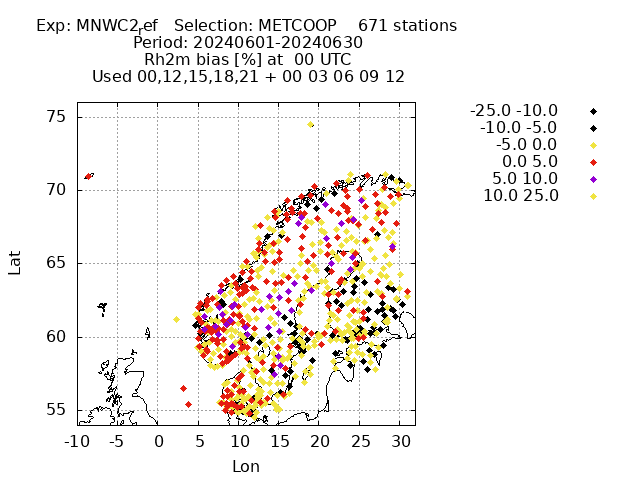 Exp: MNWC2_ref   Selection: METCOOP    671 stations
Period: 20240601-20240630
Rh2m bias [%] at  00 UTC
Used 00,12,15,18,21 + 00 03 06 09 12
-25.0 -10.0
-10.0 -5.0
-5.0 0.0
0.0 5.0
5.0 10.0
10.0 25.0
75
70
65
60
55
Lat
-10 -5 0 5 10 15 20 25 30
Lon